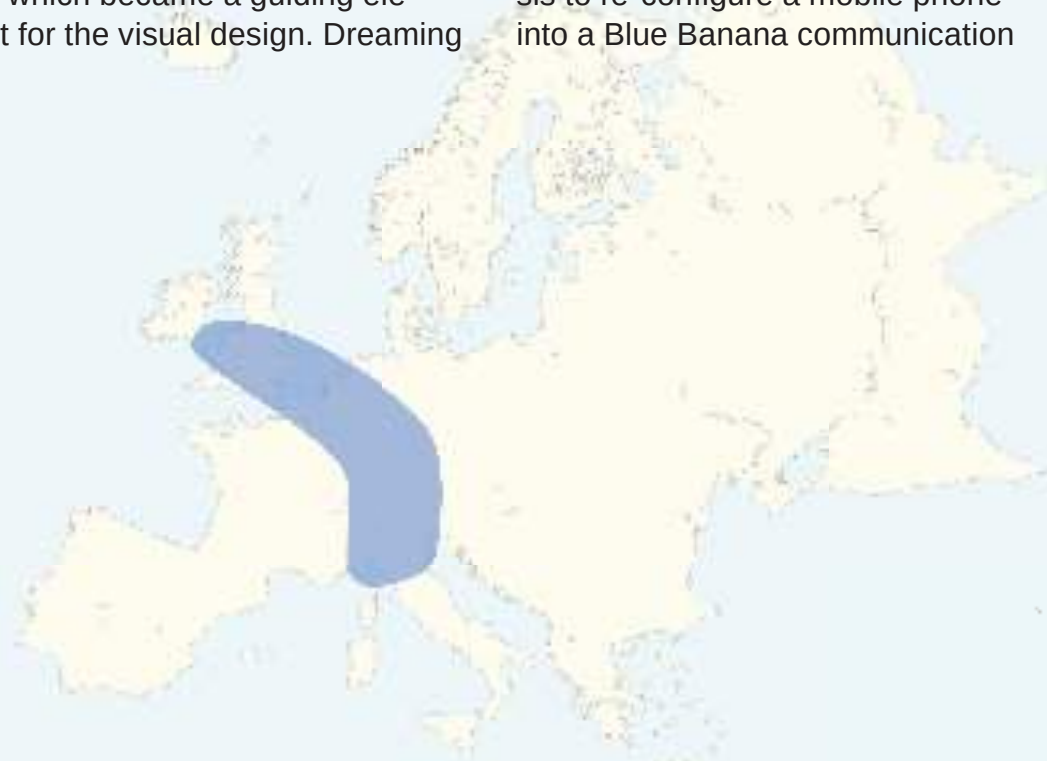 which became a guiding ele-
t for the visual design. Dreaming
sis to re-configure a mobile phone
into a Blue Banana communication